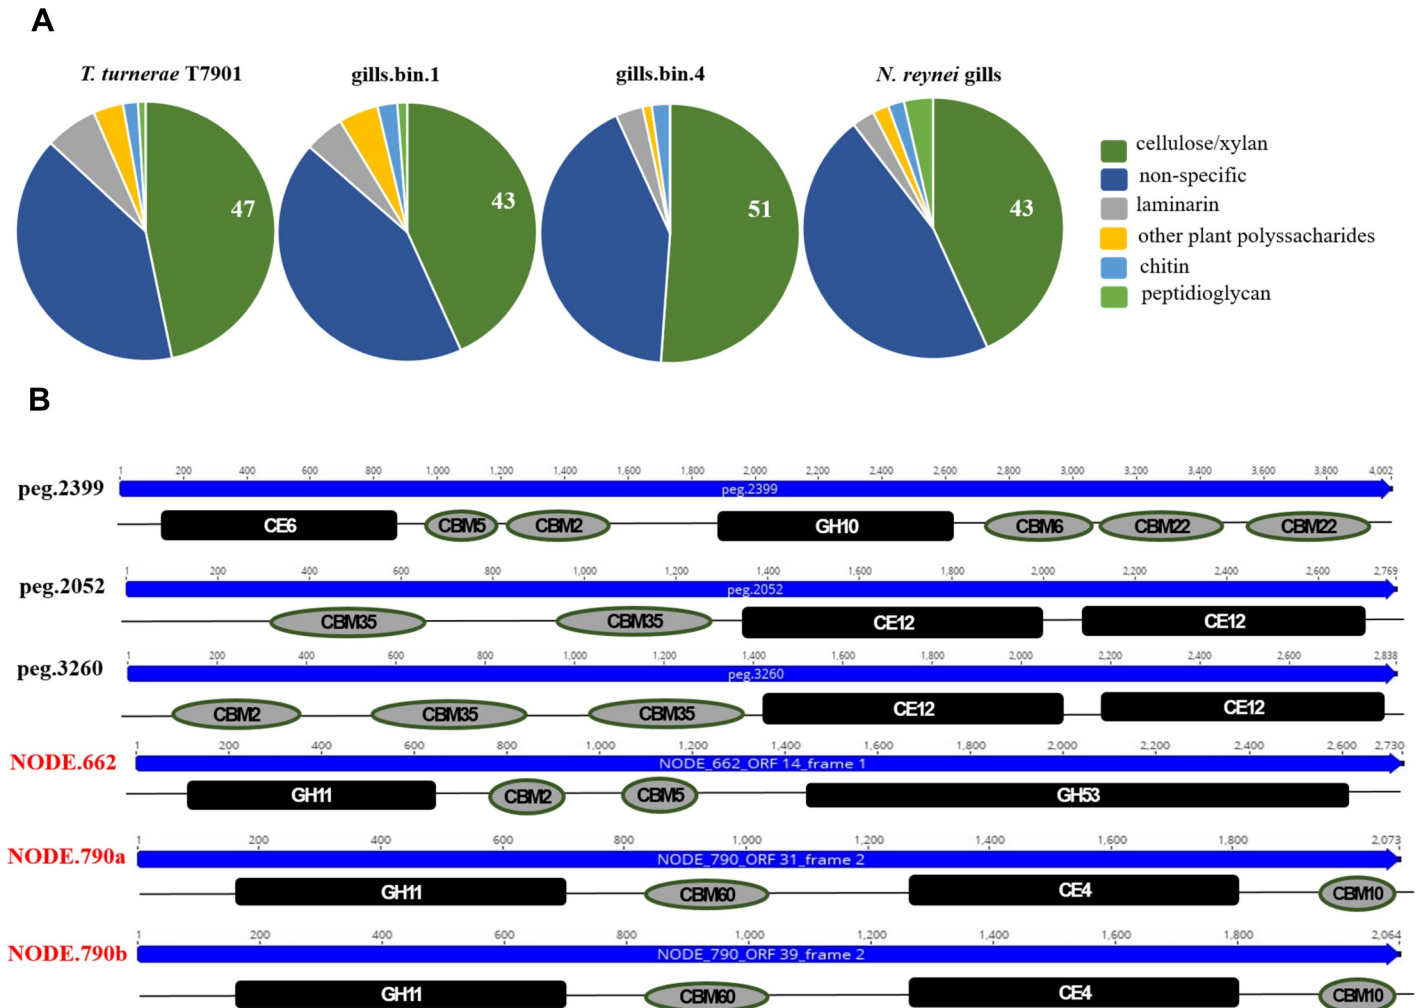 A
T. turnerae T7901
gills.bin.1
gills.bin.4
N. reynei gills
47
43
51
43
cellulose/xylan
non-specific
laminarin
other plant polyssacharides
chitin
peptidioglycan
B
1 200 400 600 800 1,000 1,200 1,400 1,600 1,800 2,000 2,200 2,400 2,600 2,800 3,000 3,200 3,400 3,600 3,800 4,002
peg.2399 peg.2399
CE6 CBM5 CBM2 GH10 CBM6 CBM22 CBM22
1 200 400 600 800 1,000 1,200 1,400 1,600 1,800 2,000 2,200 2,400 2,600 2,769
peg.2052 peg.2052
CBM35 CBM35 CE12 CE12
1 200 400 600 800 1,000 1,200 1,400 1,600 1,800 2,000 2,200 2,400 2,600 2,838
peg.3260 peg.3260
CBM2 CBM35 CBM35 CE12 CE12
1 200 400 600 800 1,000 1,200 1,400 1,600 1,800 2,000 2,200 2,400 2,600 2,730
NODE.662 NODE_662_ORF 14_frame 1
GH11 CBM2 CBM5 GH53
1 200 400 600 800 1,000 1,200 1,400 1,600 1,800 2,073
NODE.790a NODE_790_ORF 31_frame 2
GH11 CBM60 CE4 CBM10
1 200 400 600 800 1,000 1,200 1,400 1,600 1,800 2,064
NODE.790b NODE_790_ORF 39_frame 2
GH11 CBM60 CE4 CBM10